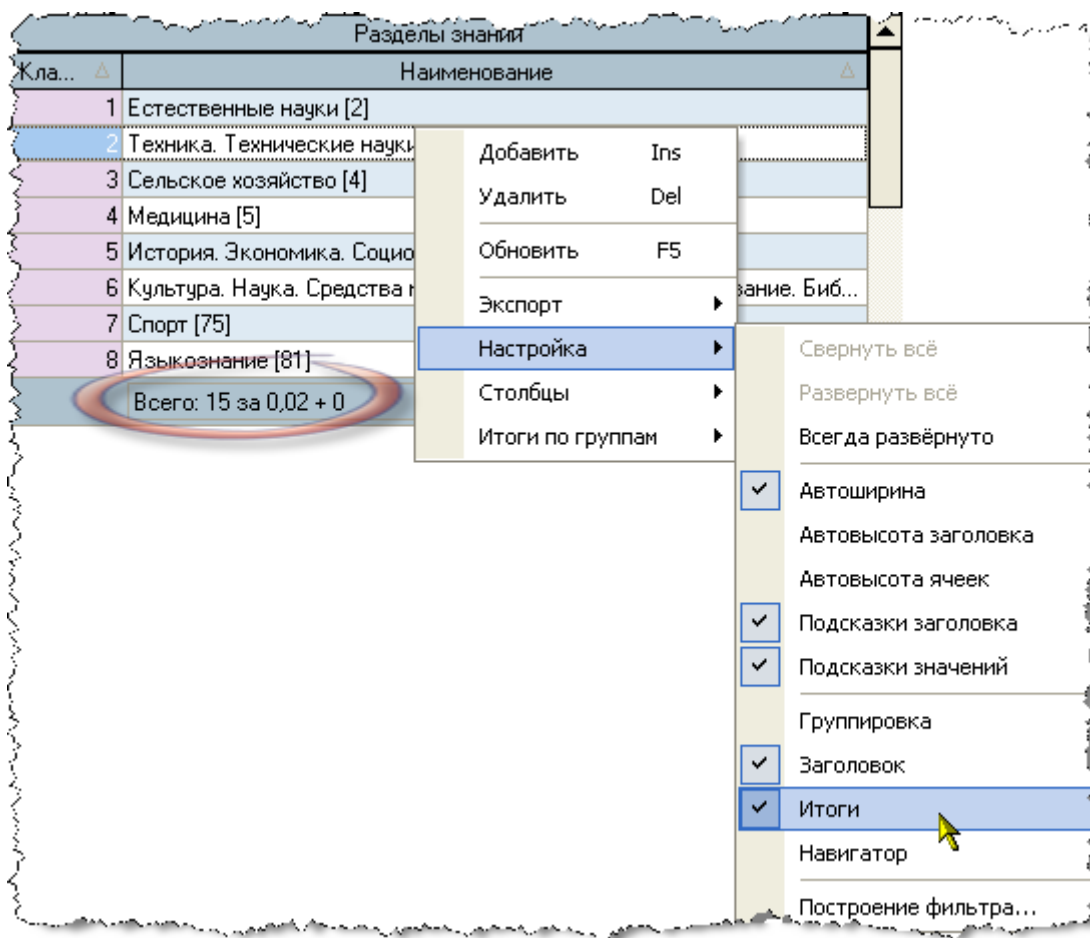 Разделы знаний
Кла... Наименование
1 Естественные науки [2]
2 Техника. Технические науки
3 Сельское хозяйство [4]
4 Медицина [5]
5 История. Экономика. Социо
6 Культура. Наука. Средства ание. Биб...
7 Спорт [75]
8 Языкознание [81]
Всего: 15 за 0,02 + 0
Добавить Ins
Удалить Del
Обновить F5
Экспорт
Настройка
Столбцы
Итоги по группам
Свернуть всё
Развернуть всё
Всегда развёрнуто
Автоширина
Автовысота заголовка
Автовысота ячеек
Подсказки заголовка
Подсказки значений
Группировка
Заголовок
Итоги
Навигатор
Построение фильтра...